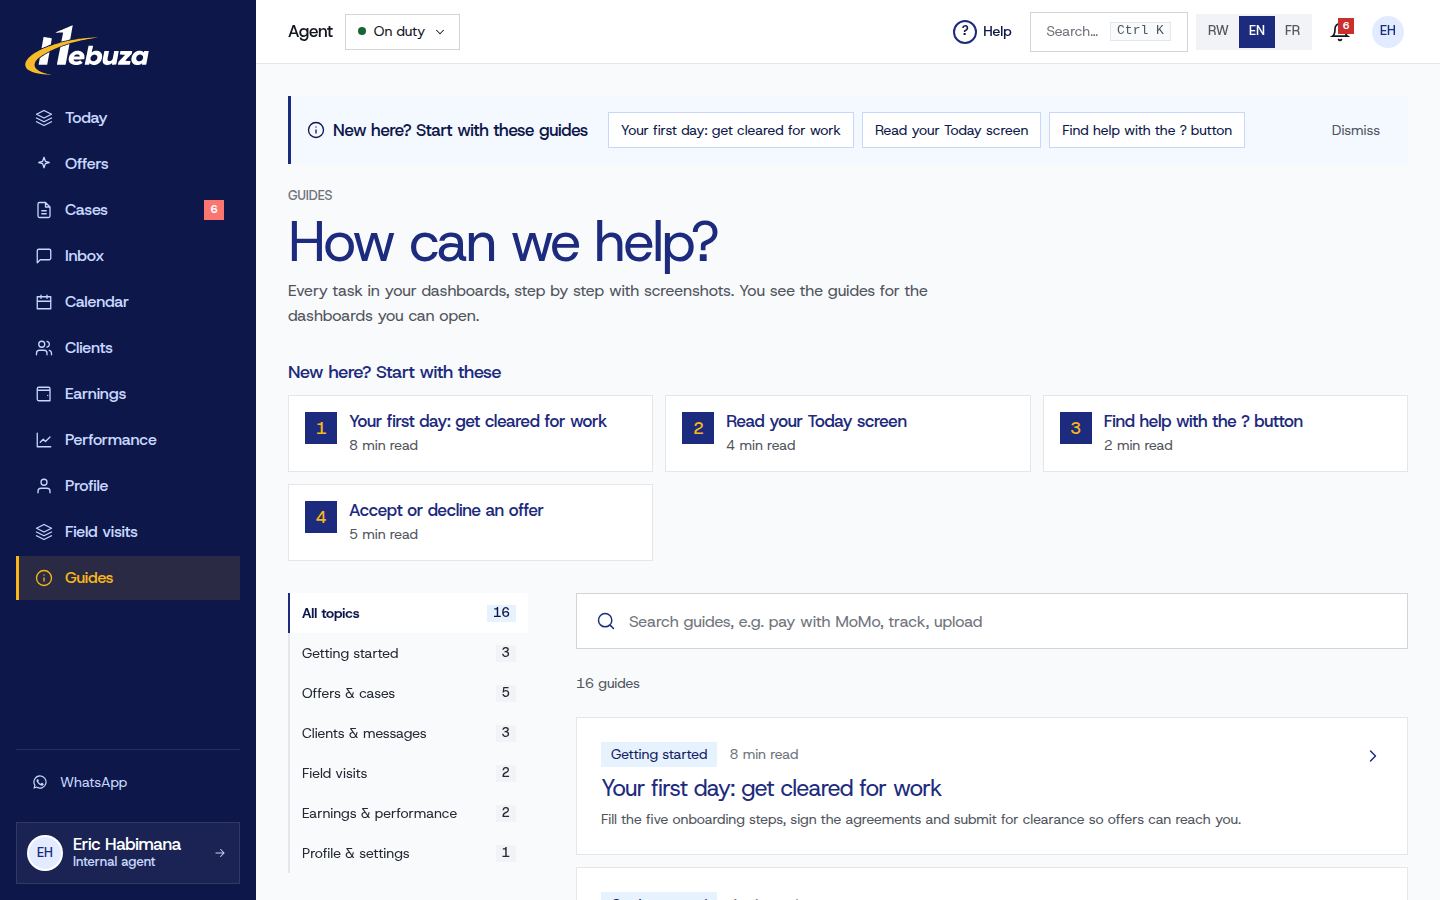 Hebuza
Today
Offers
Cases 6
Inbox
Calendar
Clients
Earnings
Performance
Profile
Field visits
Guides
WhatsApp
EH
Eric Habimana
Internal agent
Agent
On duty
? Help
Search...
Ctrl K
RW
EN
FR
6
EH
New here? Start with these guides
Your first day: get cleared for work
Read your Today screen
Find help with the ? button
Dismiss
GUIDES
How can we help?
Every task in your dashboards, step by step with screenshots. You see the guides for the
dashboards you can open.
New here? Start with these
1
Your first day: get cleared for work
8 min read
2
Read your Today screen
4 min read
3
Find help with the ? button
2 min read
4
Accept or decline an offer
5 min read
All topics 16
Getting started 3
Offers & cases 5
Clients & messages 3
Field visits 2
Earnings & performance 2
Profile & settings 1
Search guides, e.g. pay with MoMo, track, upload
16 guides
Getting started
8 min read
Your first day: get cleared for work
Fill the five onboarding steps, sign the agreements and submit for clearance so offers can reach you.